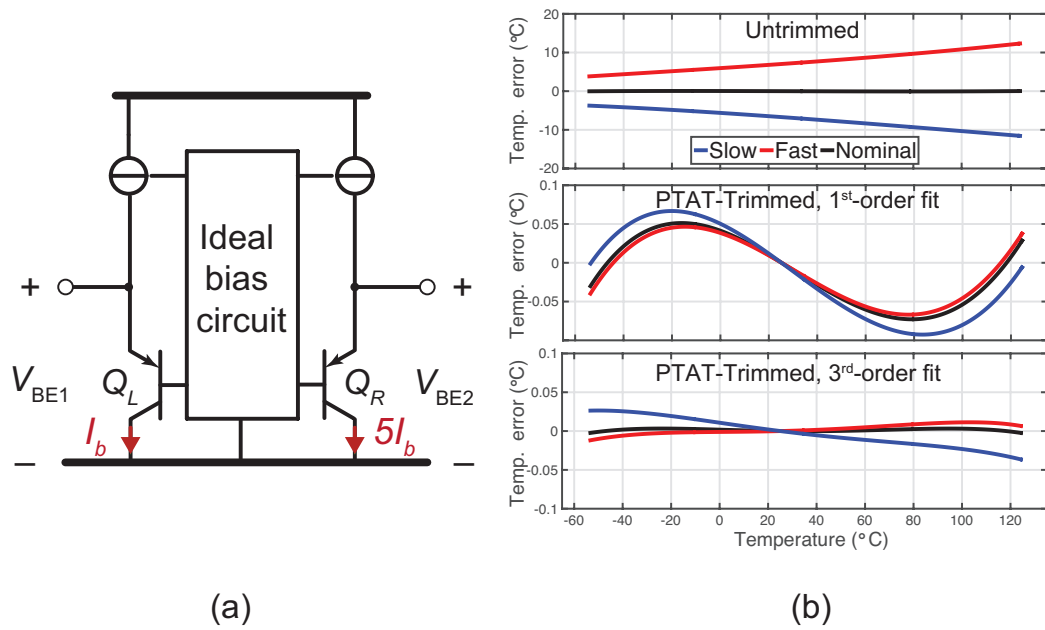 Ideal
bias
circuit
+
+
V_BE1
Q_L
Q_R
V_BE2
I_b
5I_b
−
−
(a)
Untrimmed
Temp. error (°C)
20
10
0
-10
-20
Slow Fast Nominal
PTAT-Trimmed, 1st-order fit
Temp. error (°C)
0.1
0.05
0
-0.05
PTAT-Trimmed, 3rd-order fit
Temp. error (°C)
0.1
0.05
0
-0.05
-0.1
-60 -40 -20 0 20 40 60 80 100 120
Temperature (°C)
(b)